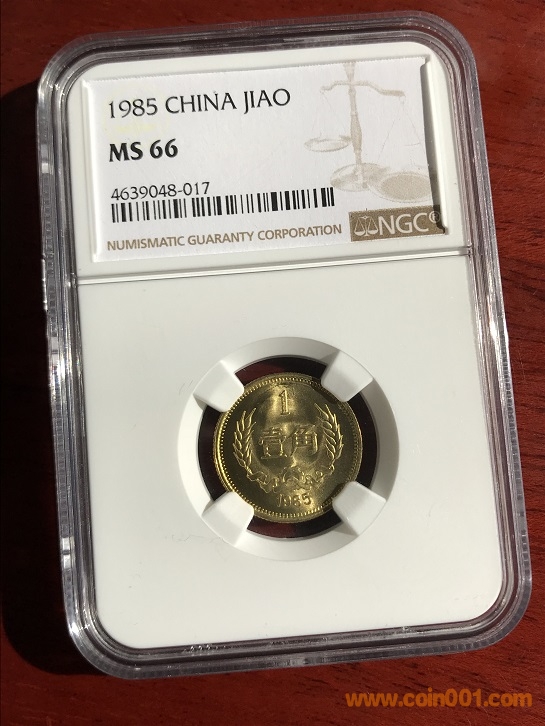 1985 CHINA JIAO
MS 66
4639048-017
NUMISMATIC GUARANTY CORPORATION
NGC®
1
壹角
1985
www.coin001.com